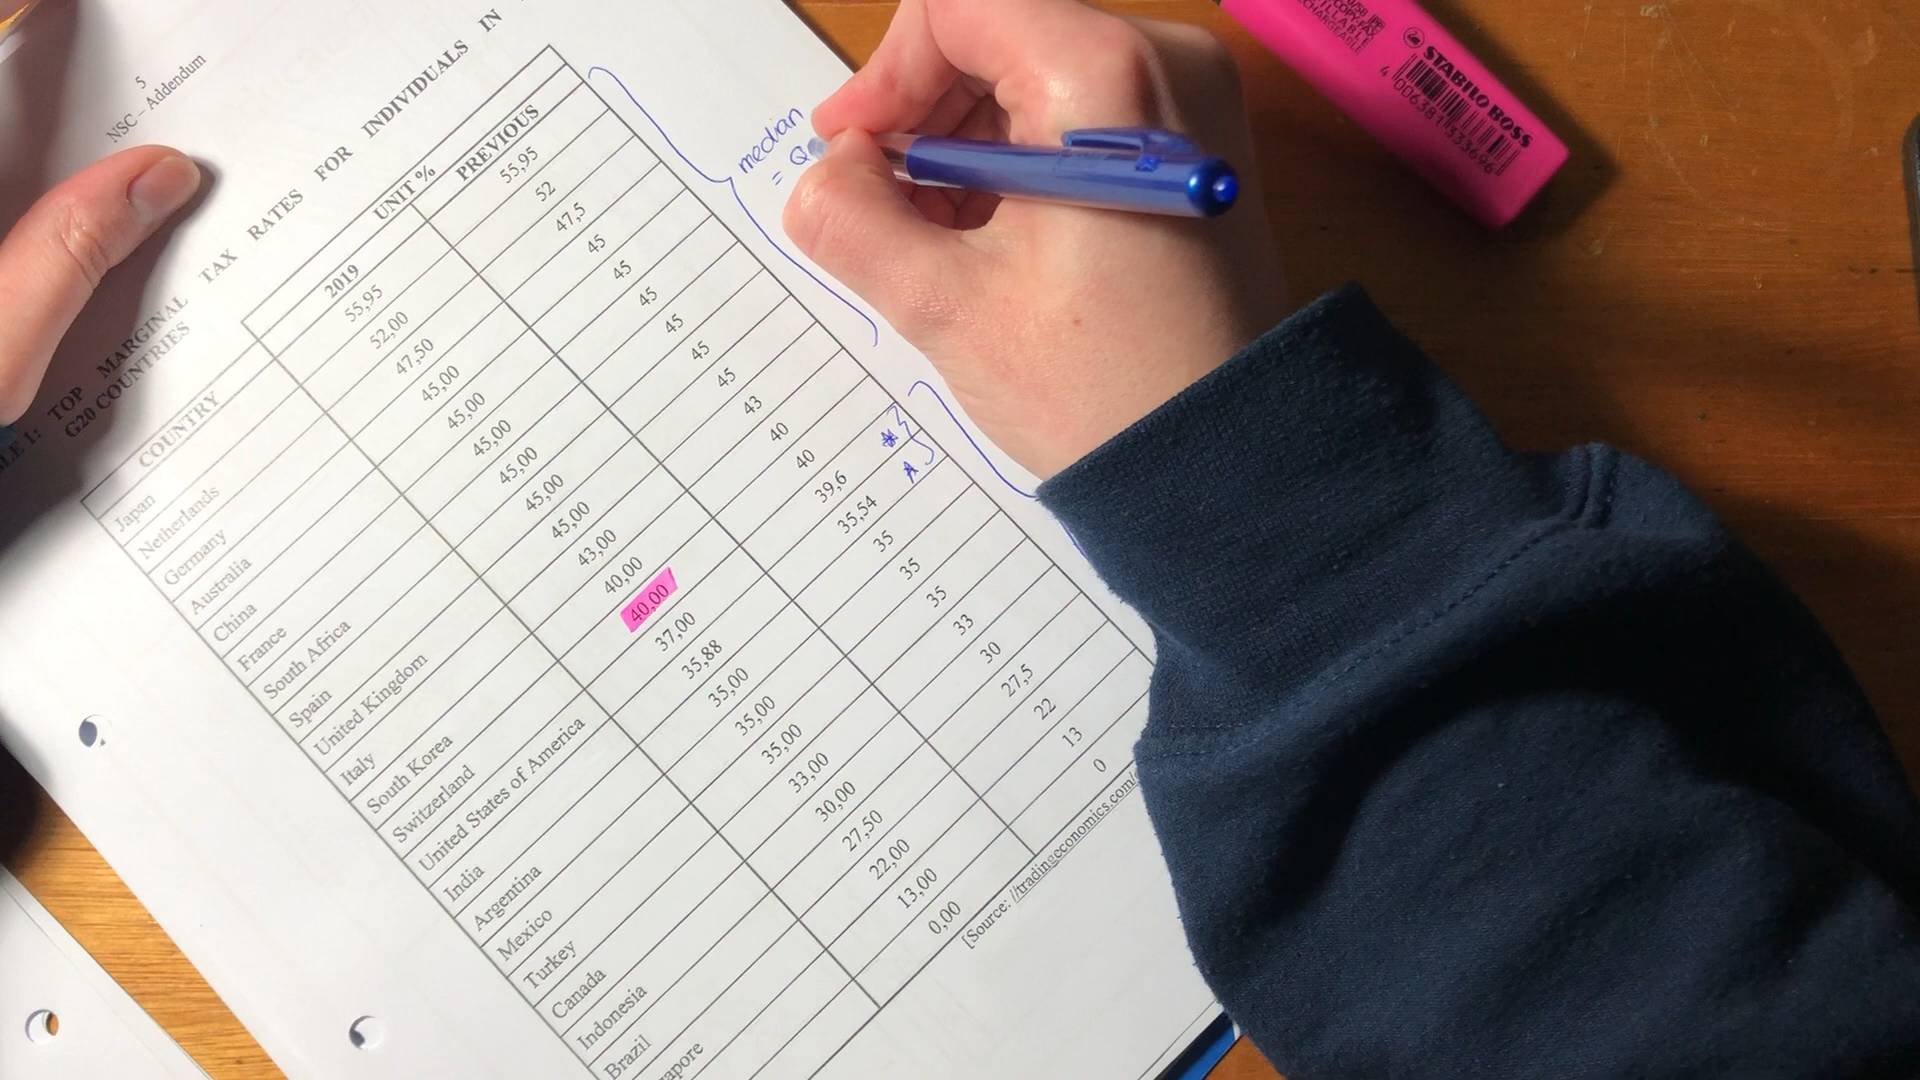 5
NSC – Addendum
TOP MARGINAL TAX RATES FOR INDIVIDUALS IN
G20 COUNTRIES
UNIT %
COUNTRY 2019 PREVIOUS
Japan 55,95 55,95
Netherlands 52,00 52
Germany 47,50 47,5
Australia 45,00 45
China 45,00 45
France 45,00 45
South Africa 45,00 45
Spain 45,00 45
United Kingdom 45,00 45
Italy 43,00 43
South Korea 40,00 40
Switzerland 40,00 40
United States of America 37,00 39,6
India 35,88 35,54
Argentina 35,00 35
Mexico 35,00 35
Turkey 35,00 35
Canada 33,00 33
Indonesia 30,00 30
Brazil 27,50 27,5
apore 22,00 22
13,00 13
0,00 0
[Source: //tradingeconomics.com/
median
= Q
STABILO BOSS
4 006381 333696